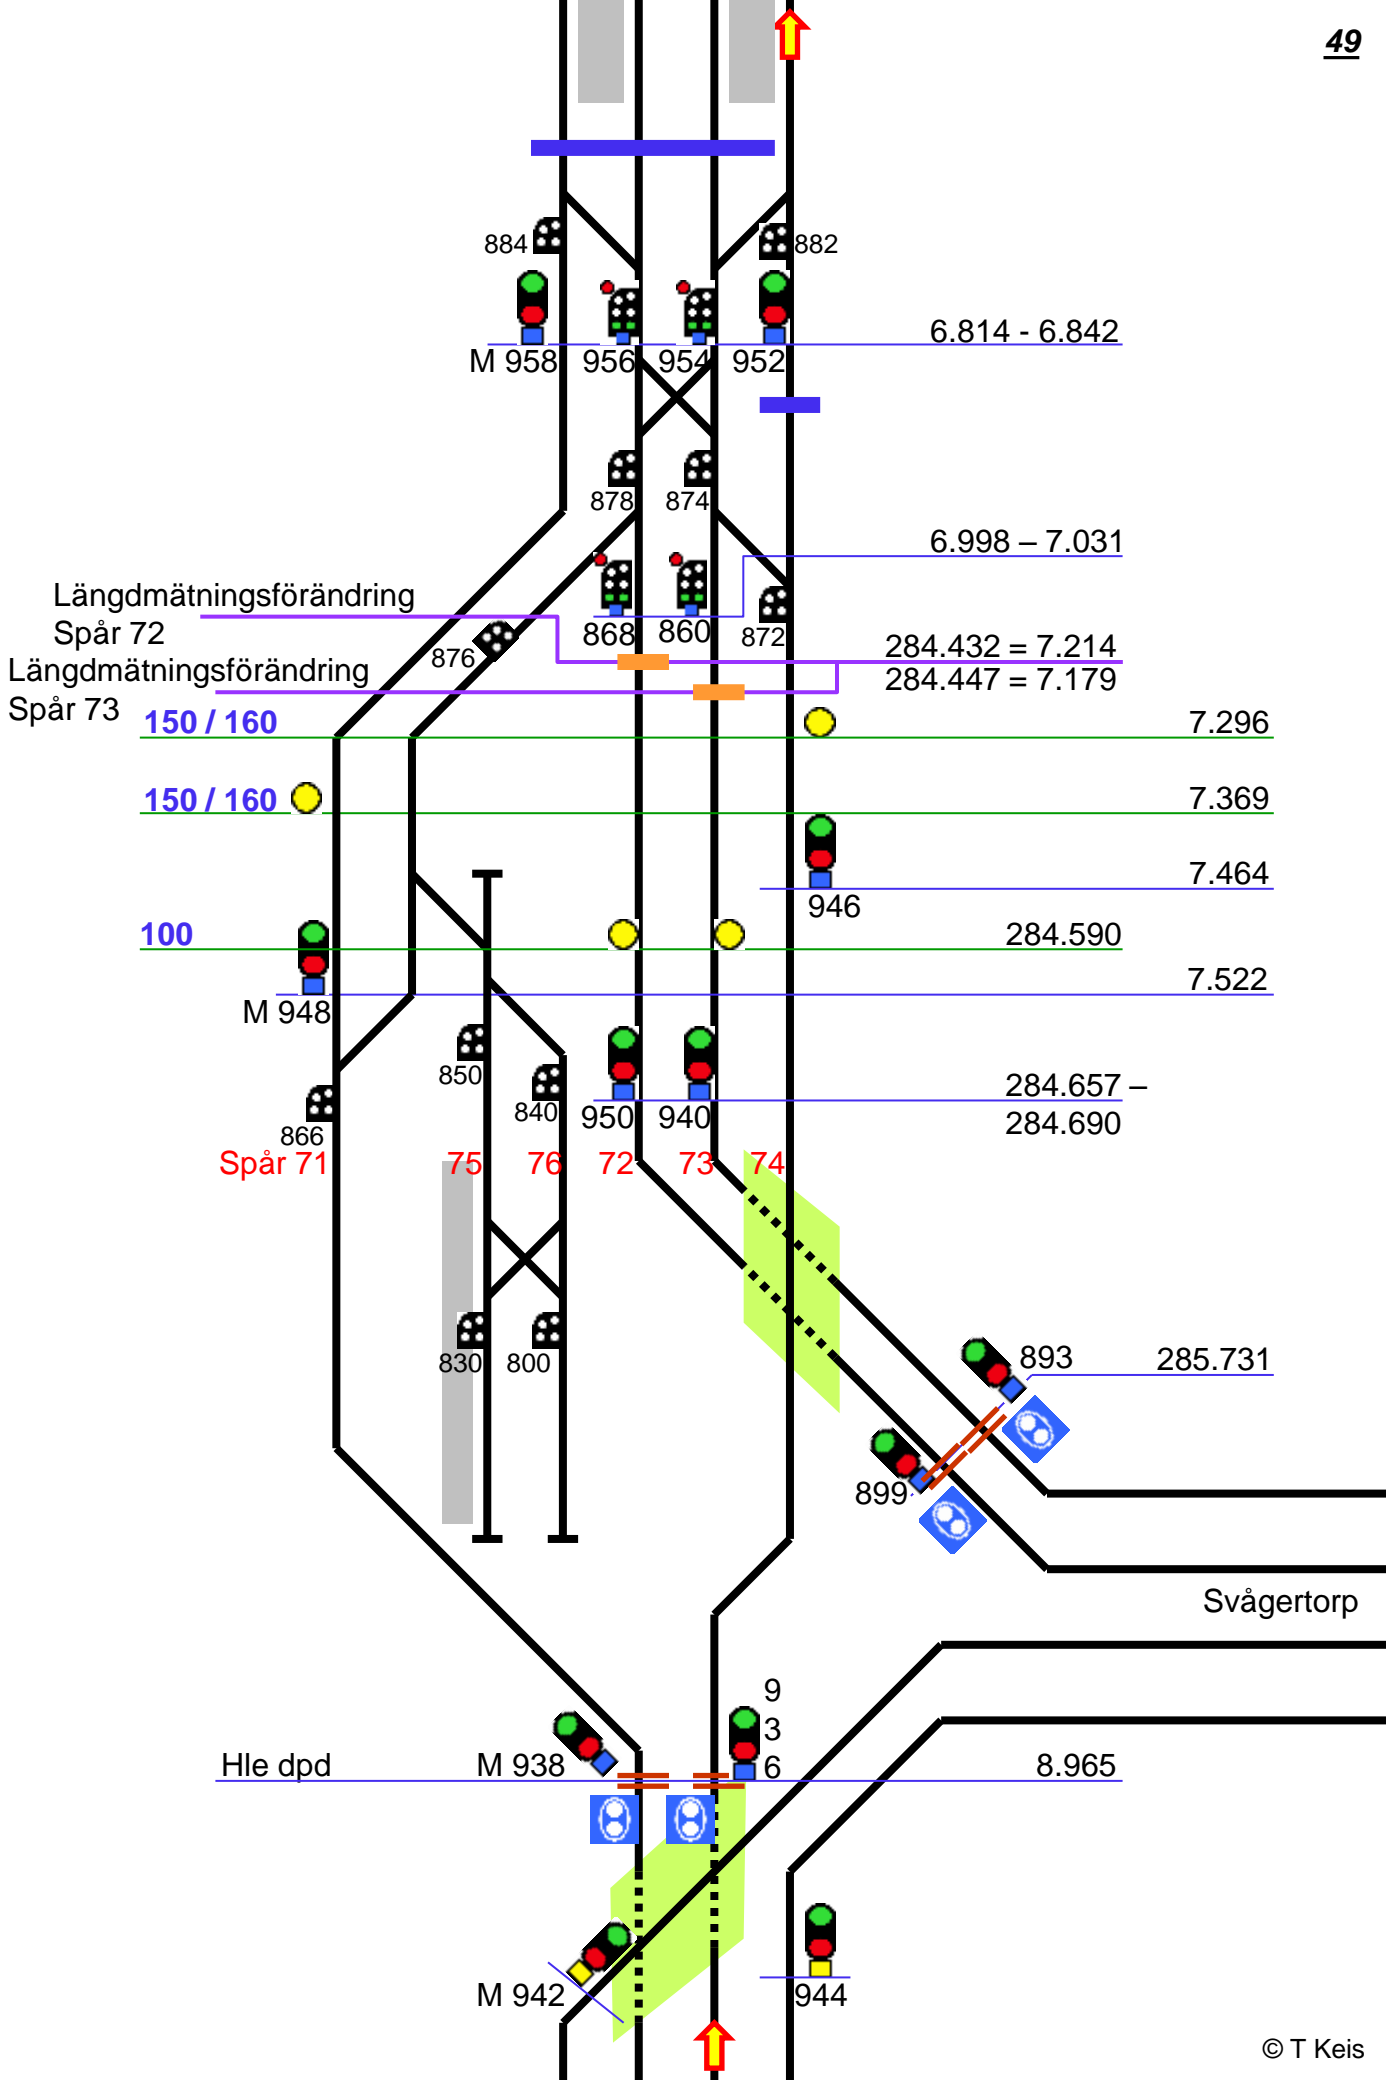 49
884
882
6.814 - 6.842
M 958 956 954 952
878 874
6.998 – 7.031
Längdmätningsförändring
Spår 72
868 860 872
876
284.432 = 7.214
Längdmätningsförändring
284.447 = 7.179
Spår 73
150 / 160
7.296
150 / 160
7.369
7.464
946
100
284.590
7.522
M 948
850
840
950 940
284.657 –
284.690
866
Spår 71 75 76 72 73 74
830 800
893
285.731
899
Svågertorp
9
3
6
Hle dpd
M 938
8.965
M 942
944
© T Keis